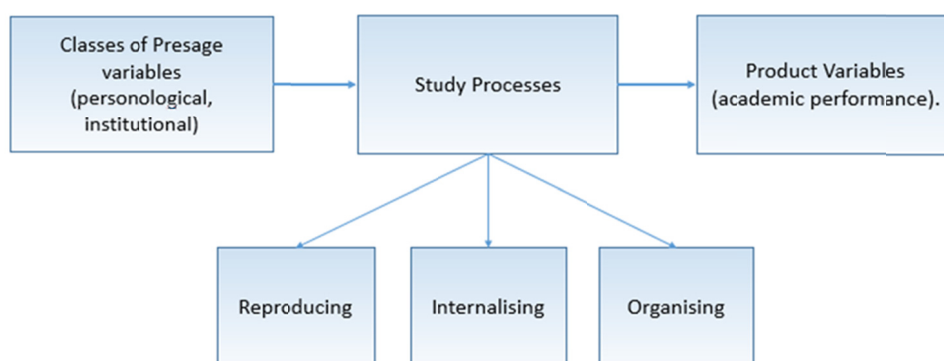 Classes of Presage
variables
(personological,
institutional)
Study Processes
Product Variables
(academic performance).
Reproducing
Internalising
Organising